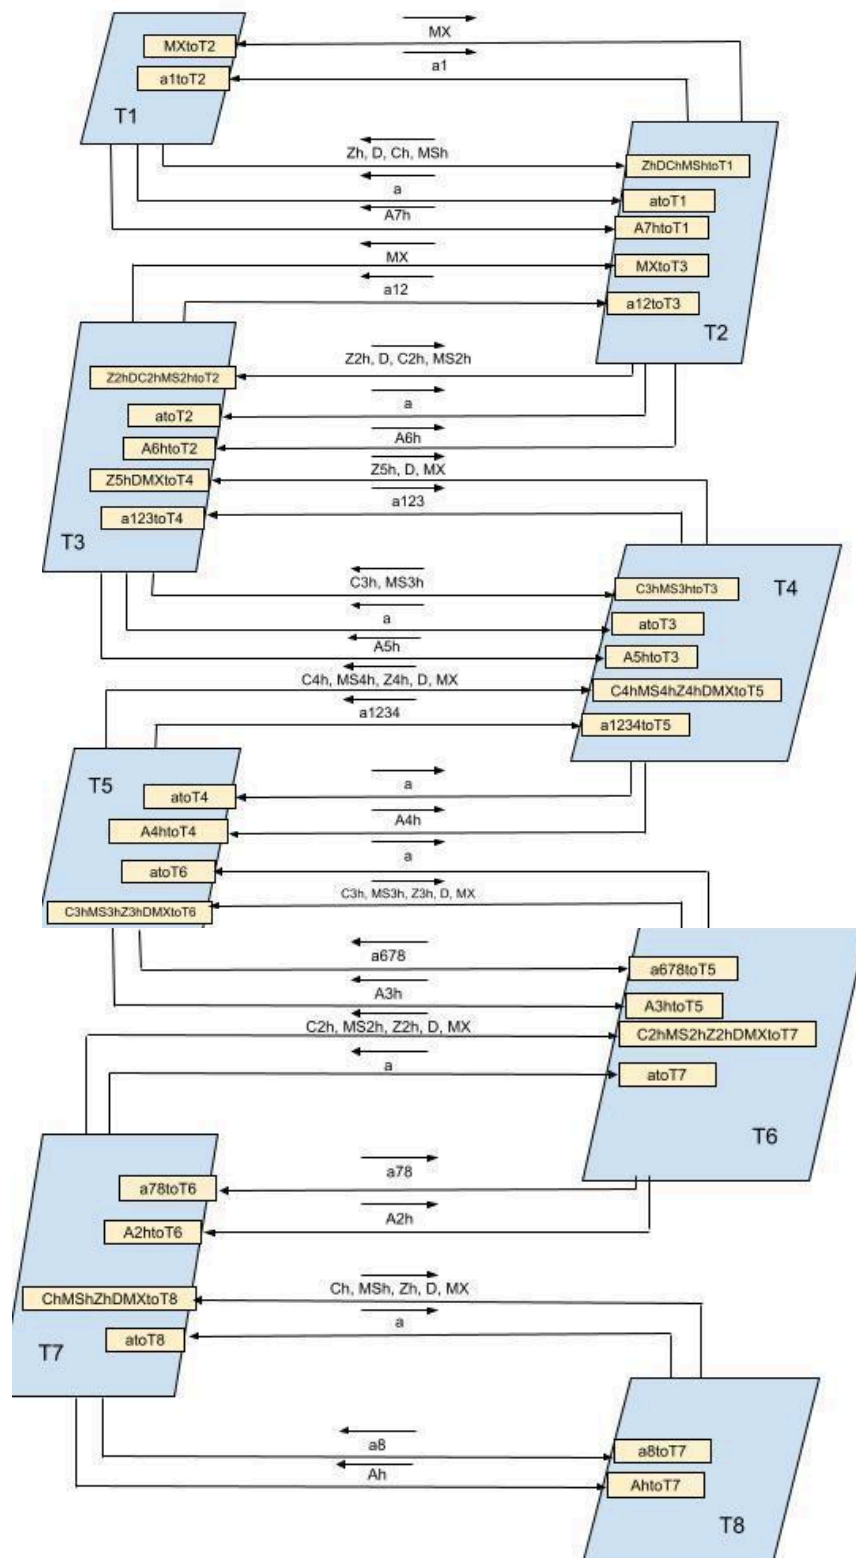 MX
MXtoT2
a1
a1toT2
T1
Zh, D, Ch, MSh
ZhDChMShtoT1
a
atoT1
A7h
A7htoT1
MX
MXtoT3
a12
a12toT3
T2
Z2h, D, C2h, MS2h
Z2hDC2hMS2htoT2
a
atoT2
A6h
A6htoT2
Z5h, D, MX
Z5hDMXtoT4
a123
a123toT4
T3
C3h, MS3h
C3hMS3htoT3
T4
a
atoT3
A5h
A5htoT3
C4h, MS4h, Z4h, D, MX
C4hMS4hZ4hDMXtoT5
a1234
a1234toT5
T5
a
atoT4
A4h
A4htoT4
a
atoT6
C3h, MS3h, Z3h, D, MX
C3hMS3hZ3hDMXtoT6
a678
a678toT5
A3h
A3htoT5
C2h, MS2h, Z2h, D, MX
C2hMS2hZ2hDMXtoT7
a
atoT7
T6
a78
a78toT6
A2h
A2htoT6
Ch, MSh, Zh, D, MX
ChMShZhDMXtoT8
a
atoT8
T7
a8
a8toT7
Ah
AhtoT7
T8